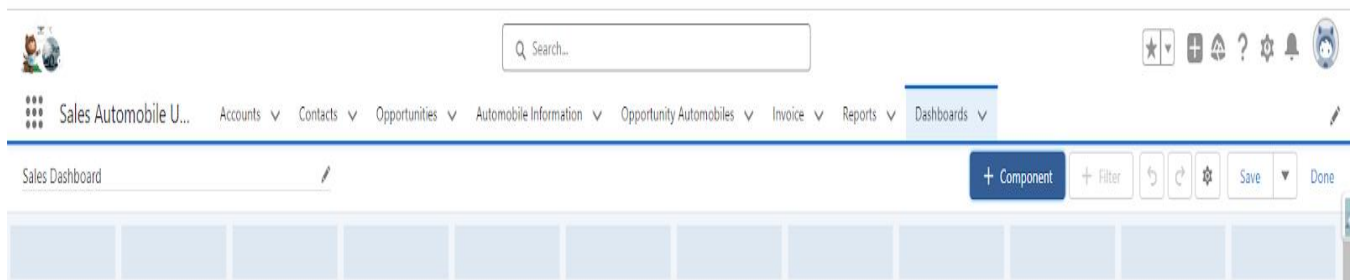 Search...
Sales Automobile U... Accounts Contacts Opportunities Automobile Information Opportunity Automobiles Invoice Reports Dashboards
Sales Dashboard + Component + Filter Save Done